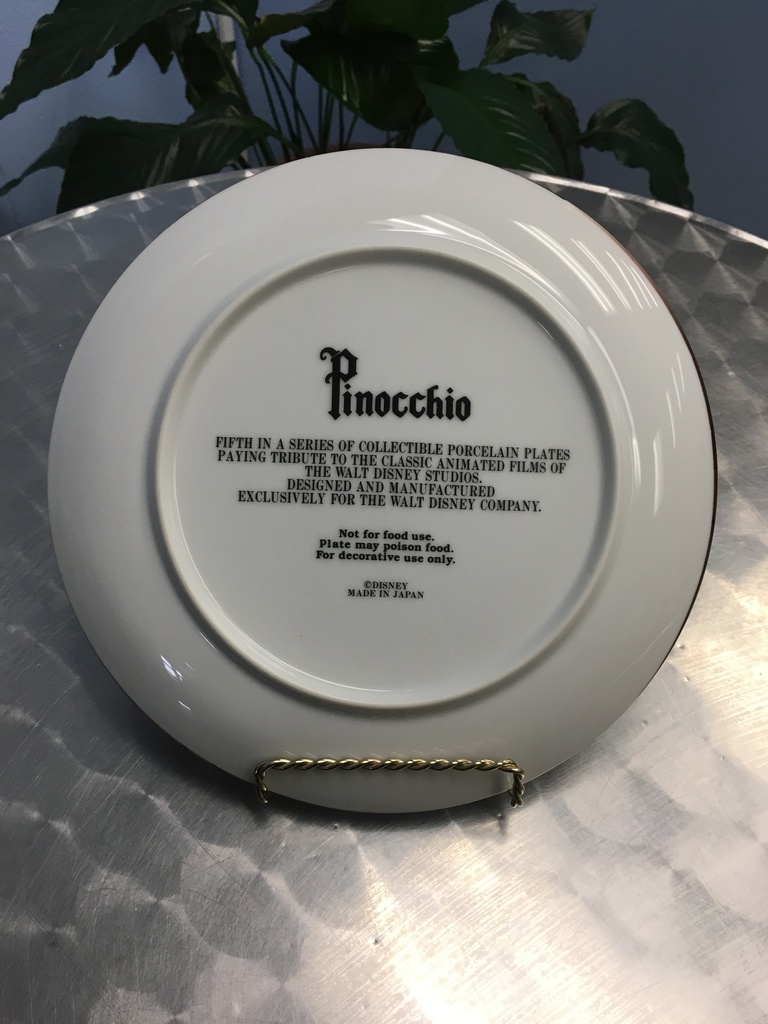 Pinocchio
FIFTH IN A SERIES OF COLLECTIBLE PORCELAIN PLATES
PAYING TRIBUTE TO THE CLASSIC ANIMATED FILMS OF
THE WALT DISNEY STUDIOS.
DESIGNED AND MANUFACTURED
EXCLUSIVELY FOR THE WALT DISNEY COMPANY.
Not for food use.
Plate may poison food.
For decorative use only.
©DISNEY
MADE IN JAPAN